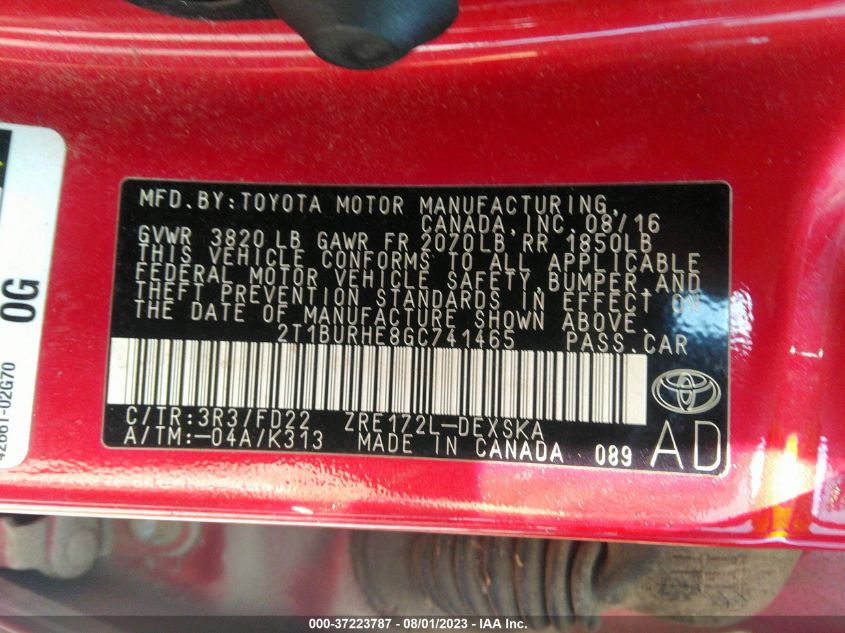 MFD.BY:TOYOTA MOTOR MANUFACTURING,
CANADA,INC. 08/16
GVWR 3820 LB GAWR FR 2070LB RR 1850LB
THIS VEHICLE CONFORMS TO ALL APPLICABLE
FEDERAL MOTOR VEHICLE SAFETY,BUMPER,AND
THEFT PREVENTION STANDARDS IN EFFECT ON
THE DATE OF MANUFACTURE SHOWN ABOVE.
2T1BURHE8GC741465 PASS.CAR
C/TR:3R3/FD22 ZRE172L-DEXSKA
A/TM:-04A/K313 MADE IN CANADA 089 AD
0G
42661-02G70
000-37223787 - 08/01/2023 - IAA Inc.